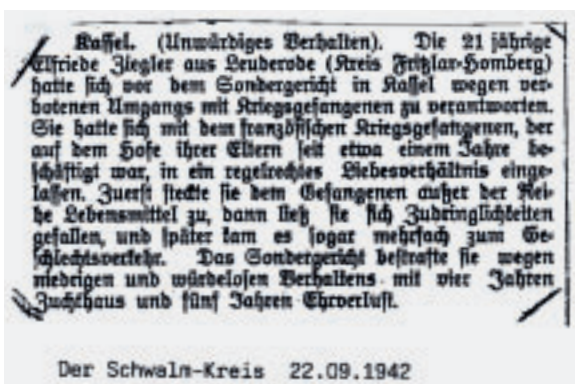 Kassel. (Unwürdiges Verhalten). Die 21 jährige
Elfriede Ziegler aus Leuderode (Kreis Fritzlar-Homberg)
hatte sich vor dem Sondergericht in Kassel wegen ver-
botenen Umgangs mit Kriegsgefangenen zu verantworten.
Sie hatte sich mit dem französischen Kriegsgefangenen, der
auf dem Hofe ihrer Eltern seit etwa einem Jahre be-
schäftigt war, in ein regelrechtes Liebesverhältnis einge-
lassen. Zuerst steckte sie dem Gefangenen außer der Rei-
he Lebensmittel zu, dann ließ sie sich Zudringlichkeiten
gefallen, und später kam es sogar mehrfach zum Ge-
schlechtsverkehr. Das Sondergericht bestrafte sie wegen
niedrigen und würdelosen Verhaltens mit vier Jahren
Zuchthaus und fünf Jahren Ehrverlust.
Der Schwalm-Kreis 22.09.1942